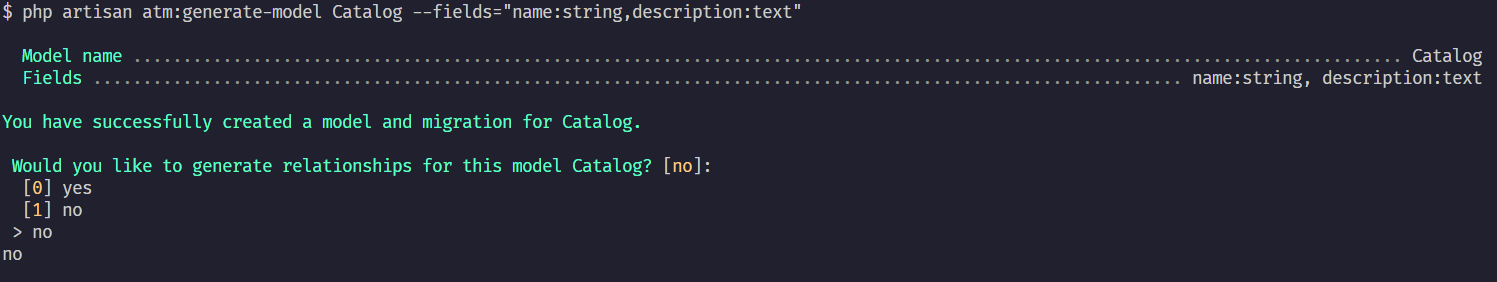 $ php artisan atm:generate-model Catalog --fields="name:string,description:text"
Model name ............................................................................................................................... Catalog
Fields ............................................................................................................. name:string, description:text
You have successfully created a model and migration for Catalog.
Would you like to generate relationships for this model Catalog? [no]:
[0] yes
[1] no
> no
no